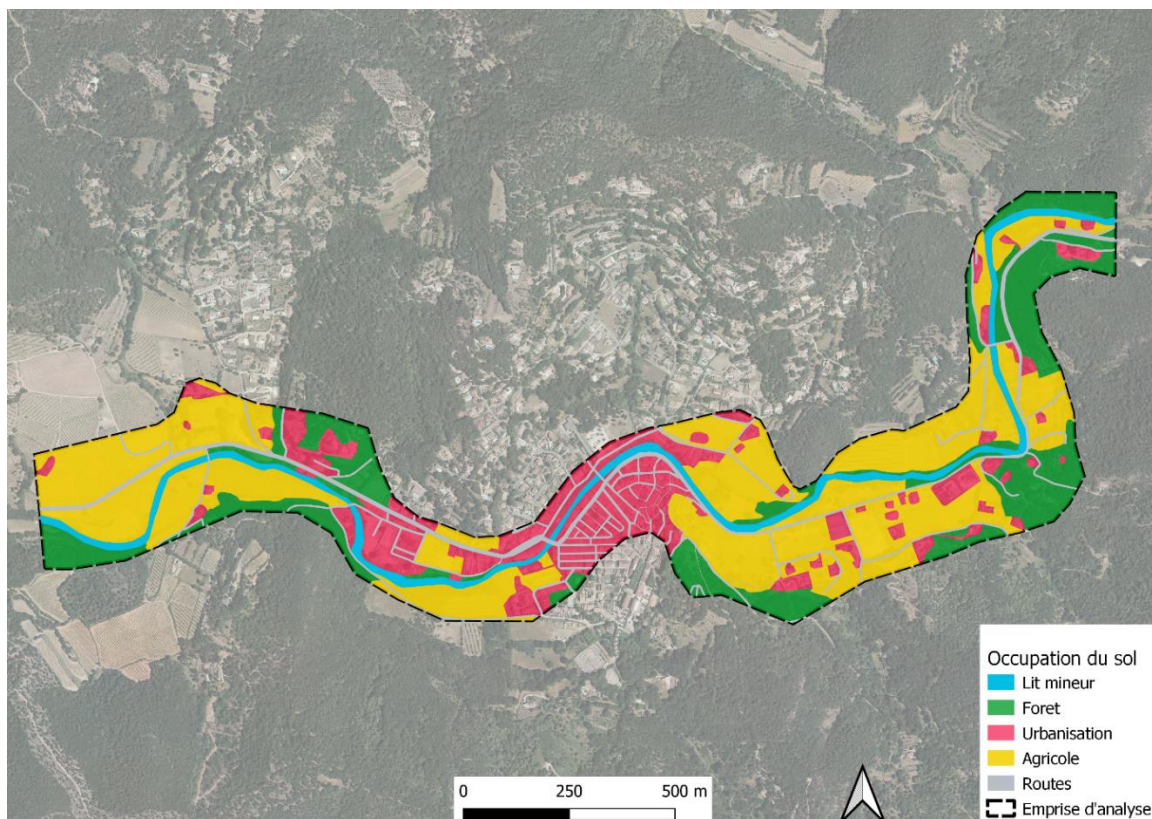 Occupation du sol
Lit mineur
Foret
Urbanisation
Agricole
Routes
Emprise d'analyse
0 250 500 m